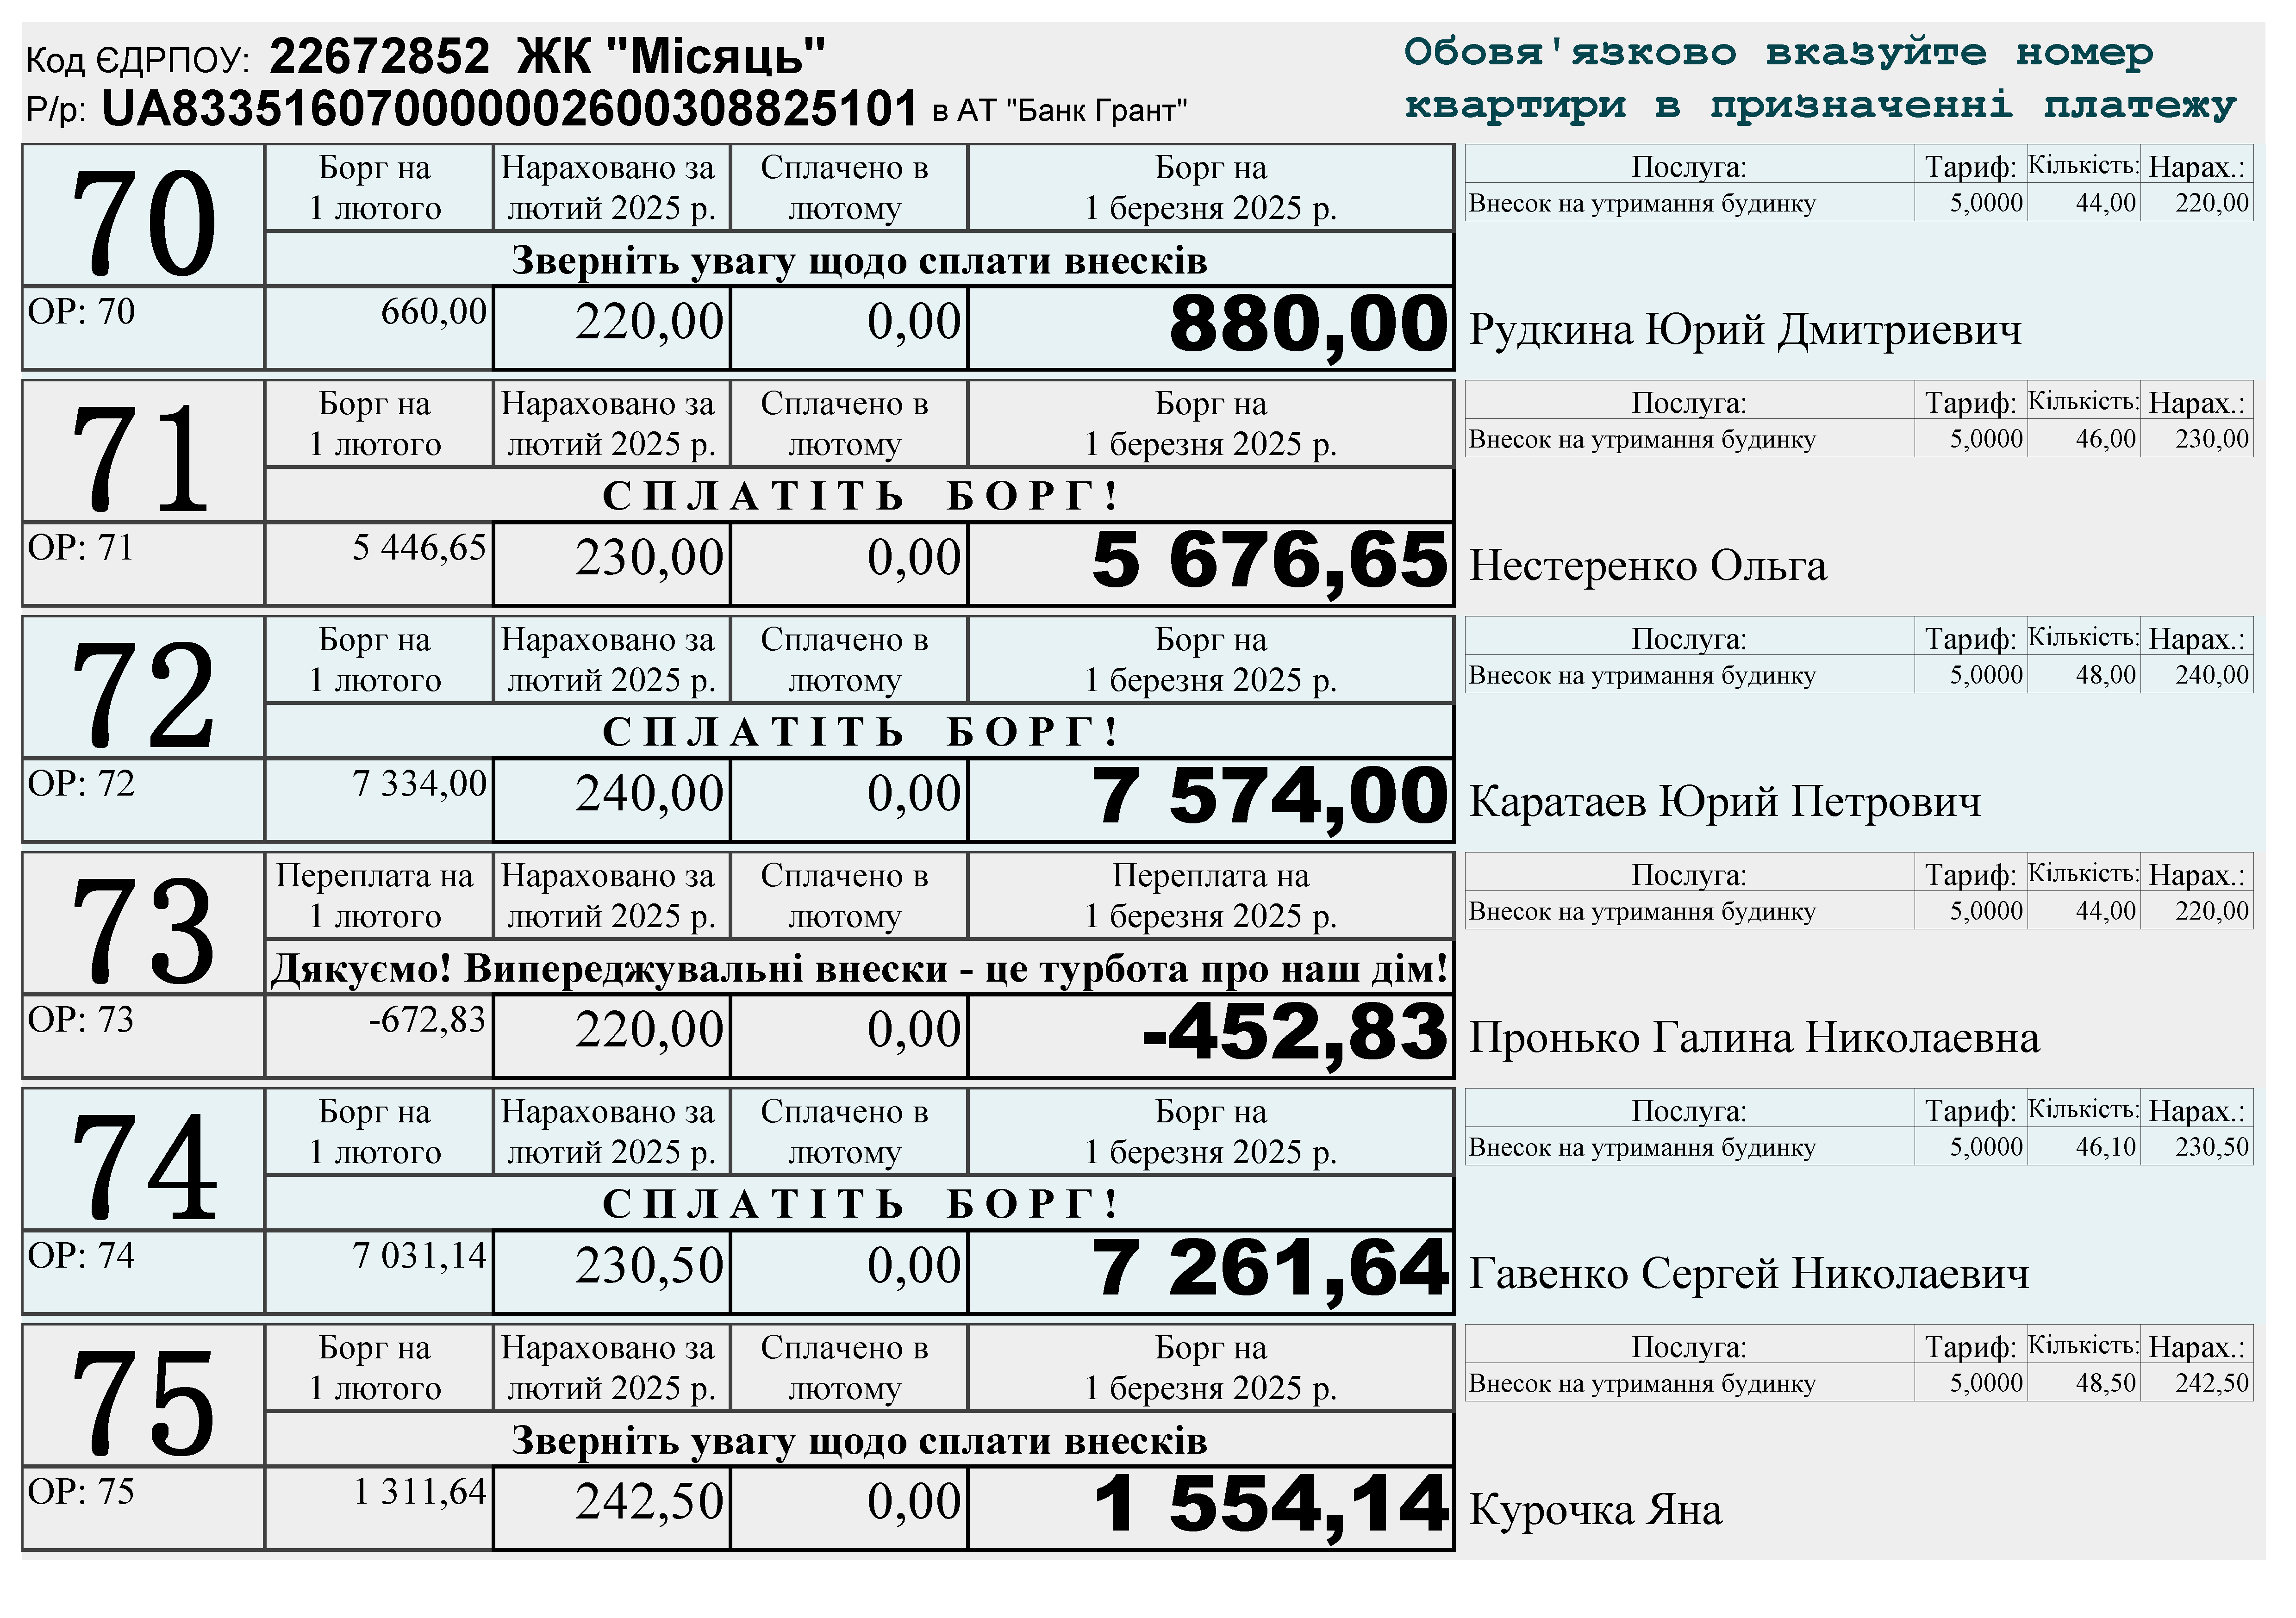 Код ЄДРПОУ: 22672852 ЖК "Місяць"
Р/р: UA833516070000002600308825101 в АТ "Банк Грант"
Обовя'язково вказуйте номер
квартири в призначенні платежу
70
Борг на
1 лютого
Нараховано за
лютий 2025 р.
Сплачено в
лютому
Борг на
1 березня 2025 р.
Зверніть увагу щодо сплати внесків
ОР: 70 660,00 220,00 0,00 880,00
Послуга: Тариф: Кількість: Нарах.:
Внесок на утримання будинку 5,0000 44,00 220,00
Рудкина Юрий Дмитриевич
71
Борг на
1 лютого
Нараховано за
лютий 2025 р.
Сплачено в
лютому
Борг на
1 березня 2025 р.
С П Л А Т І Т Ь Б О Р Г !
ОР: 71 5 446,65 230,00 0,00 5 676,65
Послуга: Тариф: Кількість: Нарах.:
Внесок на утримання будинку 5,0000 46,00 230,00
Нестеренко Ольга
72
Борг на
1 лютого
Нараховано за
лютий 2025 р.
Сплачено в
лютому
Борг на
1 березня 2025 р.
С П Л А Т І Т Ь Б О Р Г !
ОР: 72 7 334,00 240,00 0,00 7 574,00
Послуга: Тариф: Кількість: Нарах.:
Внесок на утримання будинку 5,0000 48,00 240,00
Каратаев Юрий Петрович
73
Переплата на
1 лютого
Нараховано за
лютий 2025 р.
Сплачено в
лютому
Переплата на
1 березня 2025 р.
Дякуємо! Випереджувальні внески - це турбота про наш дім!
ОР: 73 -672,83 220,00 0,00 -452,83
Послуга: Тариф: Кількість: Нарах.:
Внесок на утримання будинку 5,0000 44,00 220,00
Пронько Галина Николаевна
74
Борг на
1 лютого
Нараховано за
лютий 2025 р.
Сплачено в
лютому
Борг на
1 березня 2025 р.
С П Л А Т І Т Ь Б О Р Г !
ОР: 74 7 031,14 230,50 0,00 7 261,64
Послуга: Тариф: Кількість: Нарах.:
Внесок на утримання будинку 5,0000 46,10 230,50
Гавенко Сергей Николаевич
75
Борг на
1 лютого
Нараховано за
лютий 2025 р.
Сплачено в
лютому
Борг на
1 березня 2025 р.
Зверніть увагу щодо сплати внесків
ОР: 75 1 311,64 242,50 0,00 1 554,14
Послуга: Тариф: Кількість: Нарах.:
Внесок на утримання будинку 5,0000 48,50 242,50
Курочка Яна